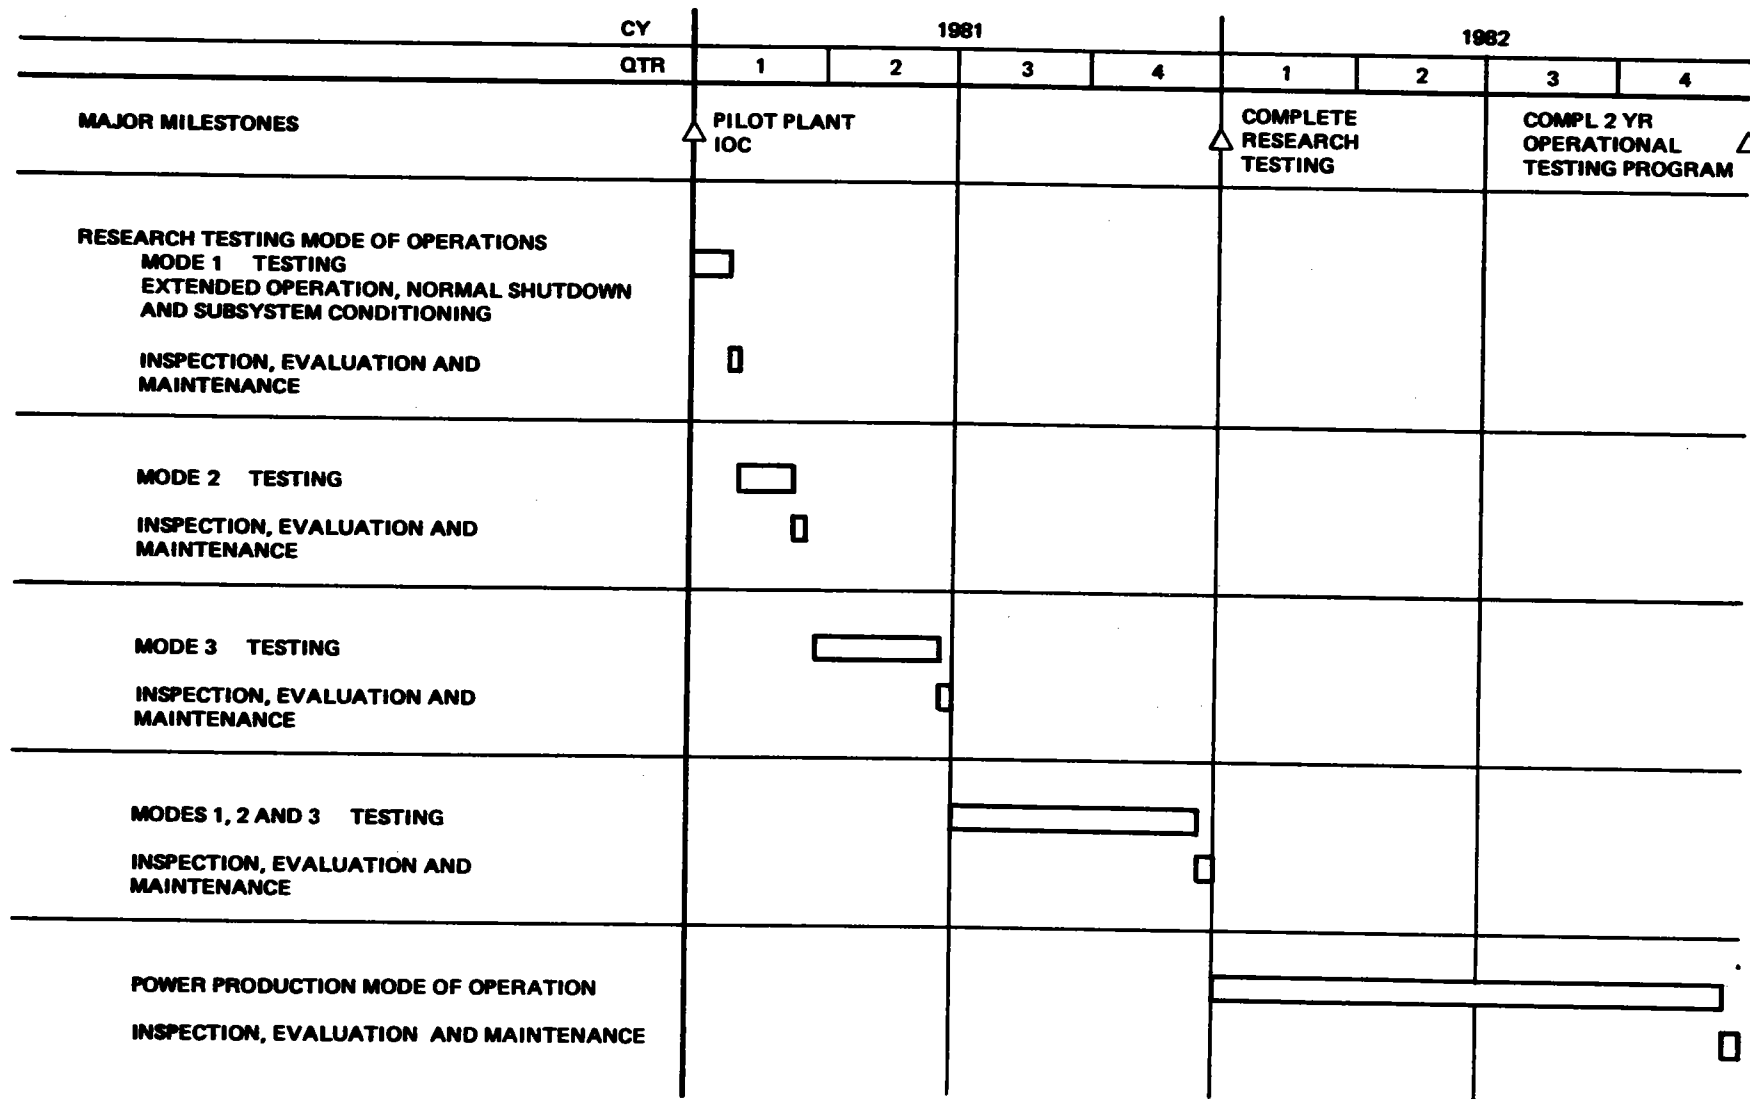 CY 1981 1982
QTR 1 2 3 4 1 2 3 4
MAJOR MILESTONES
PILOT PLANT
IOC
COMPLETE
RESEARCH
TESTING
COMPL 2 YR
OPERATIONAL
TESTING PROGRAM
RESEARCH TESTING MODE OF OPERATIONS
MODE 1 TESTING
EXTENDED OPERATION, NORMAL SHUTDOWN
AND SUBSYSTEM CONDITIONING
INSPECTION, EVALUATION AND
MAINTENANCE
MODE 2 TESTING
INSPECTION, EVALUATION AND
MAINTENANCE
MODE 3 TESTING
INSPECTION, EVALUATION AND
MAINTENANCE
MODES 1, 2 AND 3 TESTING
INSPECTION, EVALUATION AND
MAINTENANCE
POWER PRODUCTION MODE OF OPERATION
INSPECTION, EVALUATION AND MAINTENANCE